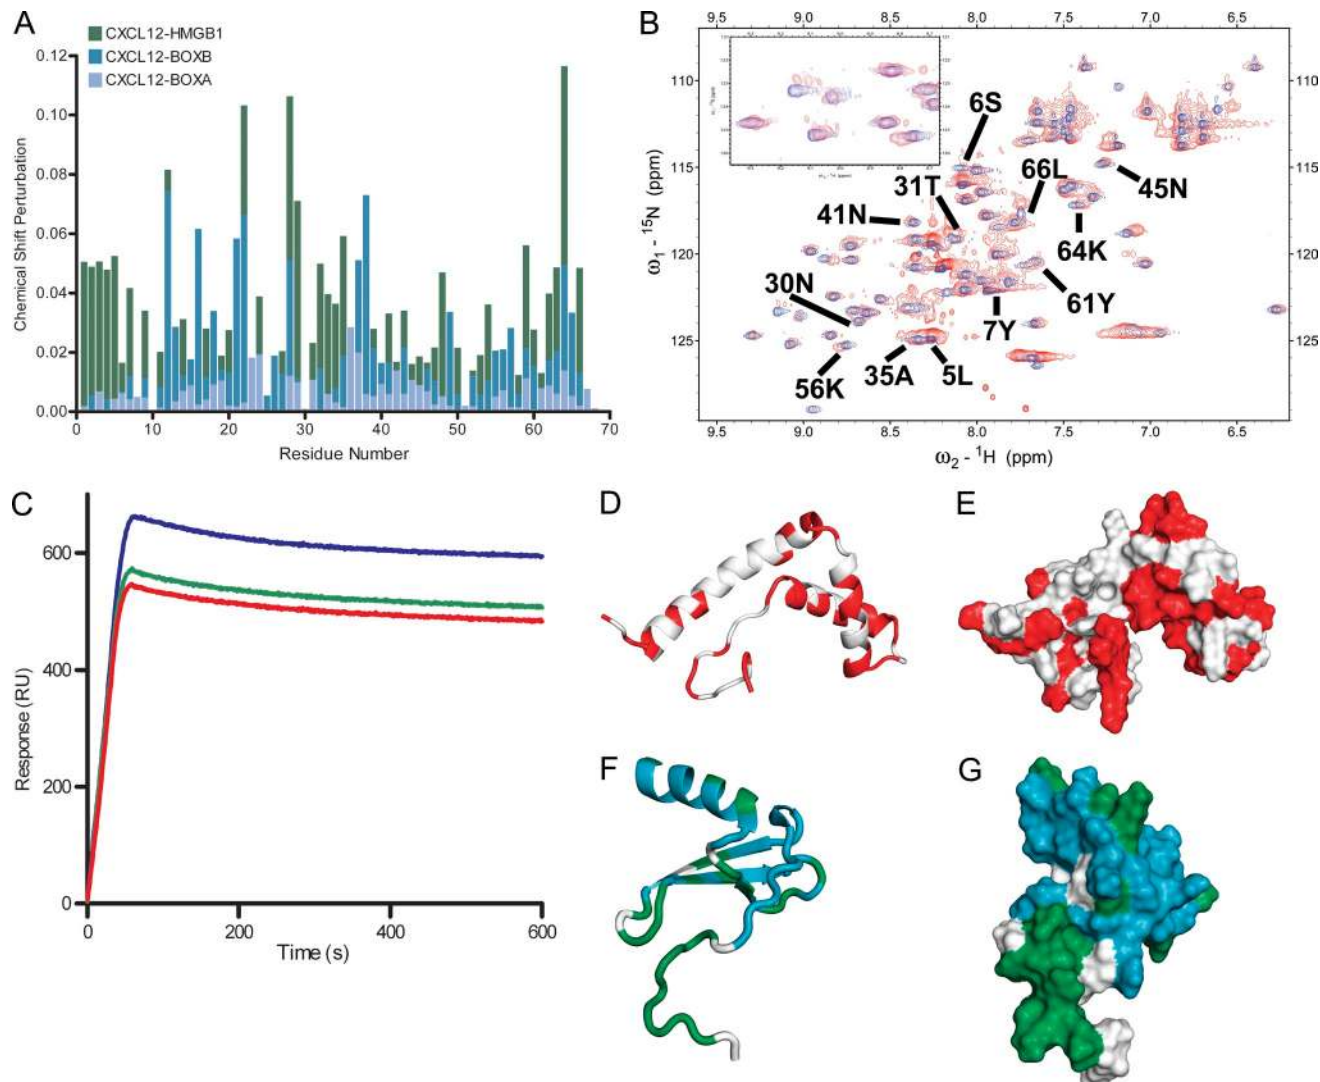 A
CXCL12-HMGB1
CXCL12-BOXB
CXCL12-BOXA
Chemical Shift Perturbation
0.12
0.10
0.08
0.06
0.04
0.02
0.00
0 10 20 30 40 50 60 70
Residue Number
B
9.5 9.0 8.5 8.0 7.5 7.0 6.5
110 110
115 115
120 120
125 125
6S
31T
66L
45N
41N
64K
30N
61Y
7Y
56K
35A
5L
ω1 - 15N (ppm)
9.5 9.0 8.5 8.0 7.5 7.0 6.5
ω2 - 1H (ppm)
C
600
400
200
0
Response (RU)
0 200 400 600
Time (s)
D
E
F
G